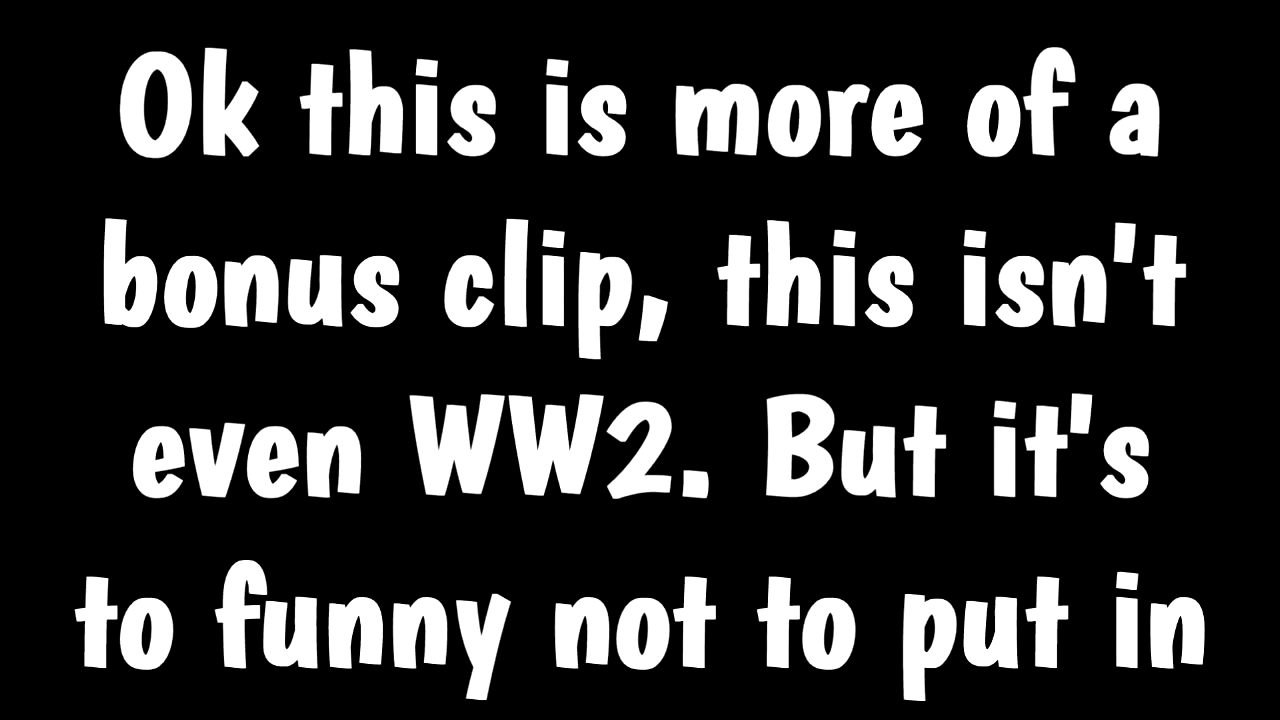 Ok this is more of a
bonus clip, this isn't
even WW2. But it's
to funny not to put in